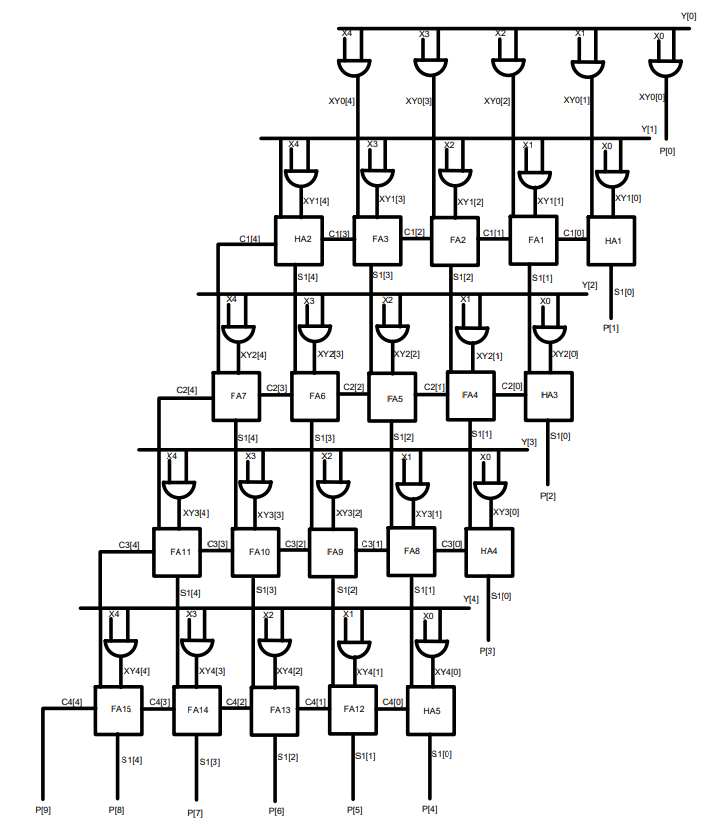 Y[0]
X4 X3 X2 X1 X0
XY0[4] XY0[3] XY0[2] XY0[1] XY0[0]
Y[1]
P[0]
X4 X3 X2 X1 X0
XY1[4] XY1[3] XY1[2] XY1[1] XY1[0]
C1[4] HA2 C1[3] FA3 C1[2] FA2 C1[1] FA1 C1[0] HA1
S1[4] S1[3] S1[2] S1[1] S1[0]
Y[2]
P[1]
X4 X3 X2 X1 X0
XY2[4] XY2[3] XY2[2] XY2[1] XY2[0]
C2[4] FA7 C2[3] FA6 C2[2] FA5 C2[1] FA4 C2[0] HA3
S1[4] S1[3] S1[2] S1[1] S1[0]
Y[3]
P[2]
X4 X3 X2 X1 X0
XY3[4] XY3[3] XY3[2] XY3[1] XY3[0]
C3[4] FA11 C3[3] FA10 C3[2] FA9 C3[1] FA8 C3[0] HA4
S1[4] S1[3] S1[2] S1[1] S1[0]
Y[4]
P[3]
X4 X3 X2 X1 X0
XY4[4] XY4[3] XY4[2] XY4[1] XY4[0]
C4[4] FA15 C4[3] FA14 C4[2] FA13 C4[1] FA12 C4[0] HA5
S1[4] S1[3] S1[2] S1[1] S1[0]
P[9] P[8] P[7] P[6] P[5] P[4]